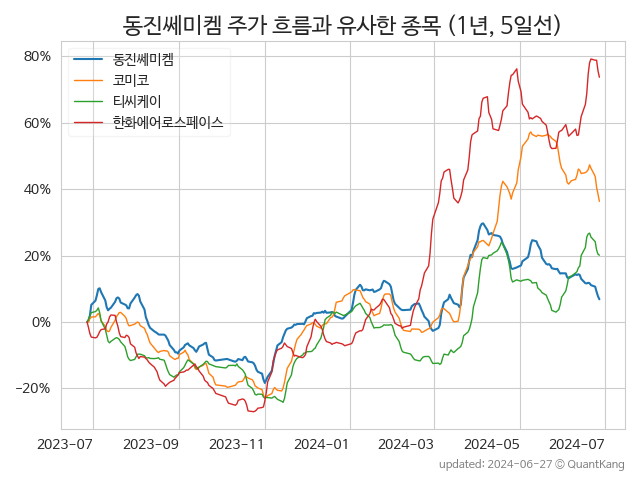 동진쎄미켐 주가 흐름과 유사한 종목 (1년, 5일선)
동진쎄미켐
코미코
티씨케이
한화에어로스페이스
80%
60%
40%
20%
0%
−20%
2023−07
2023−09
2023−11
2024−01
2024−03
2024−05
2024−07
updated: 2024−06−27 © QuantKang